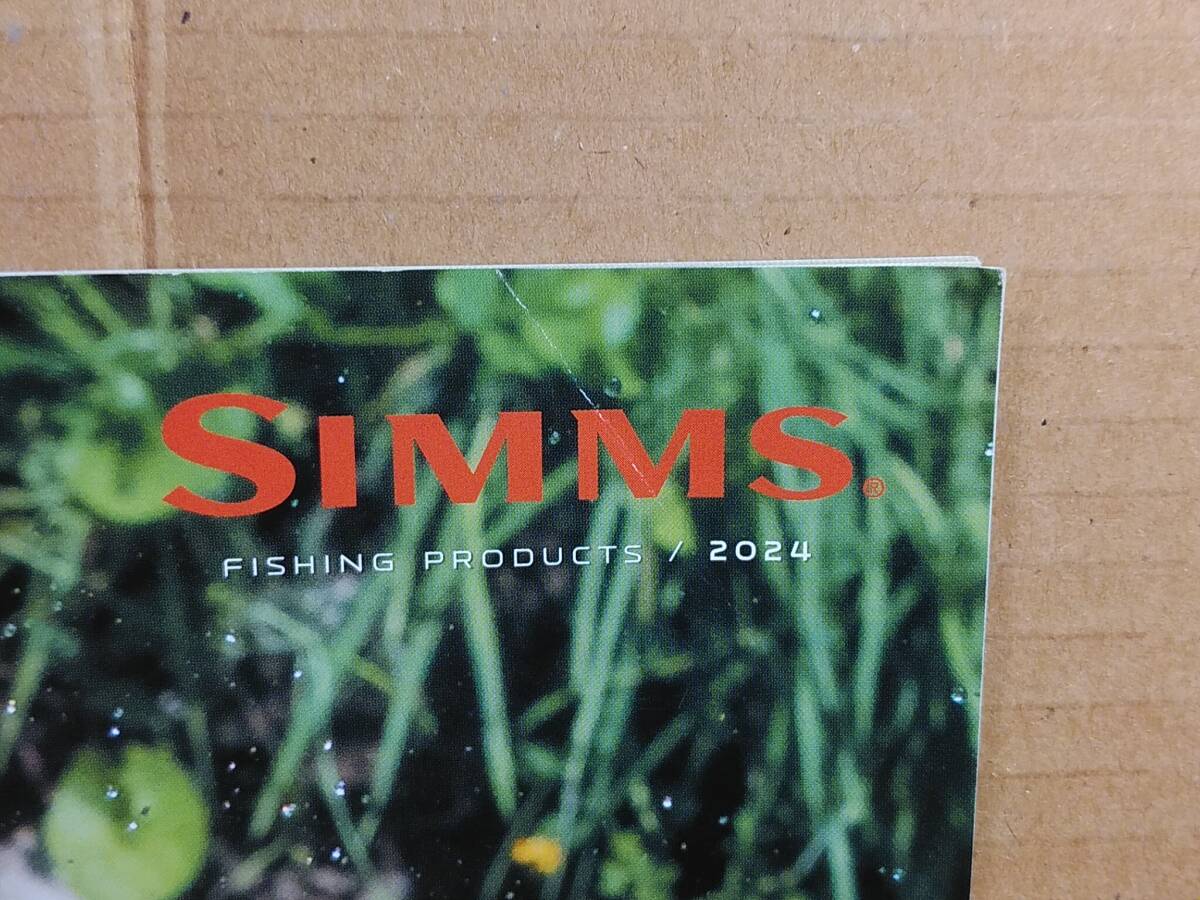 SIMMS®
FISHING PRODUCTS / 2024